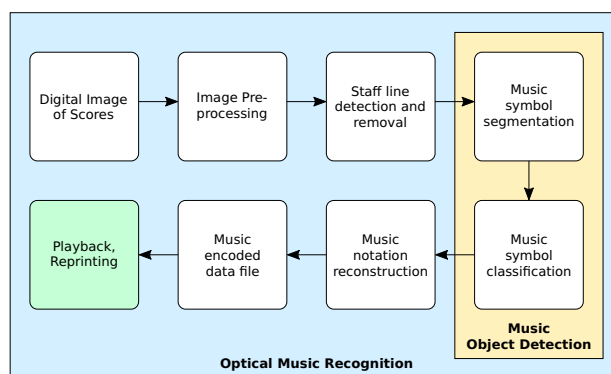 Digital Image
of Scores
Image Pre-
processing
Staff line
detection and
removal
Music
symbol
segmentation
Music
symbol
classification
Music
notation
reconstruction
Music
encoded
data file
Playback,
Reprinting
Music
Object Detection
Optical Music Recognition